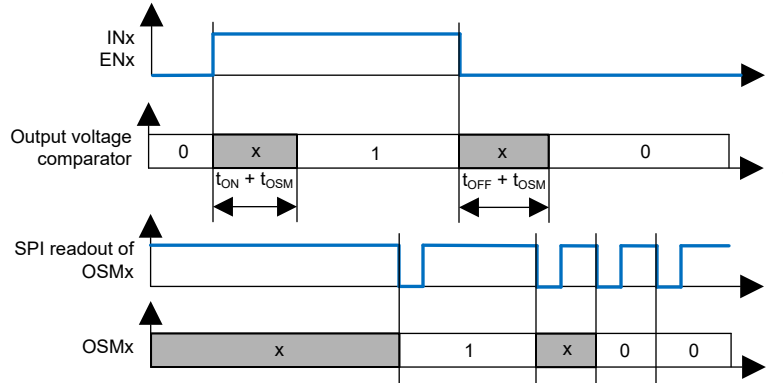 INx
ENx
Output voltage
comparator
0 x 1 x 0
tON + tOSM tOFF + tOSM
SPI readout of
OSMx
OSMx
x 1 x 0 0